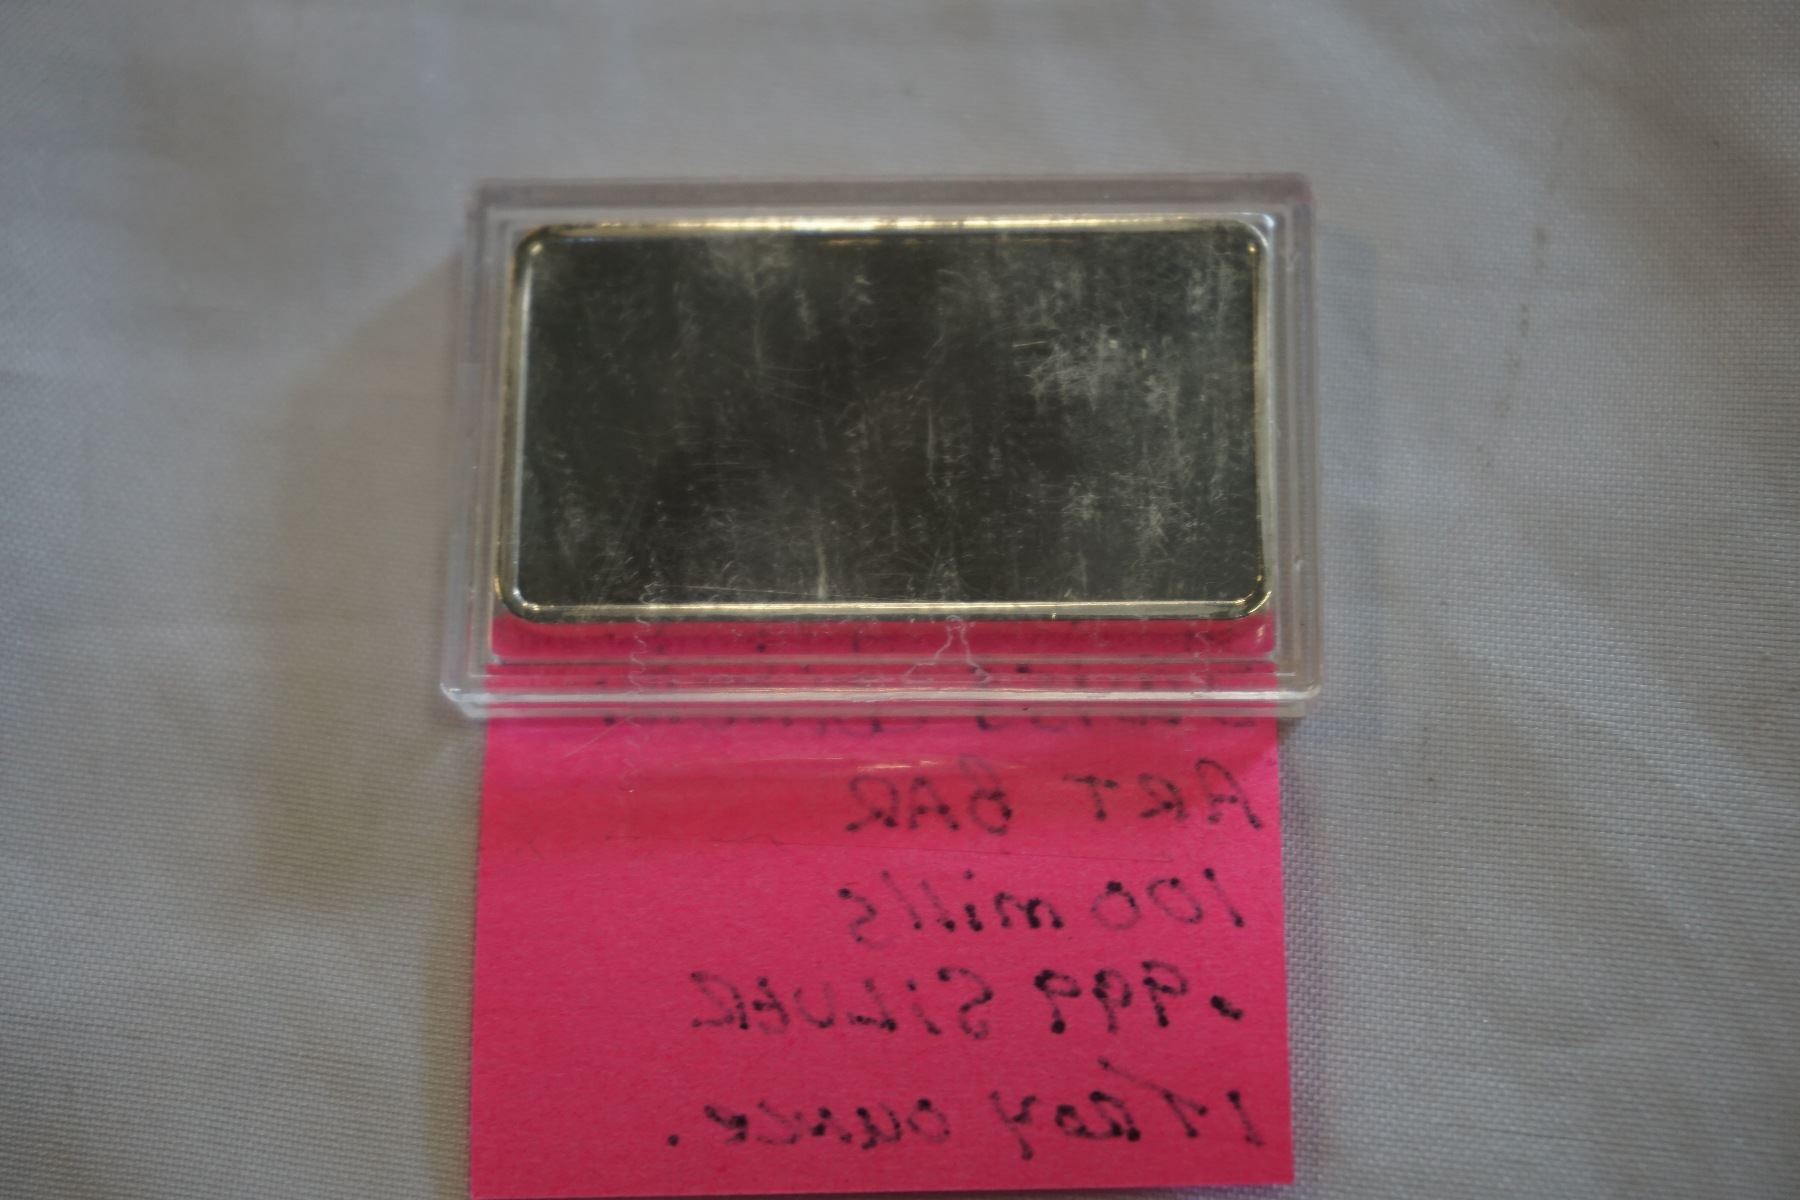 ART BAR
100 mills
.999 SILVER
1 Troy ounce.